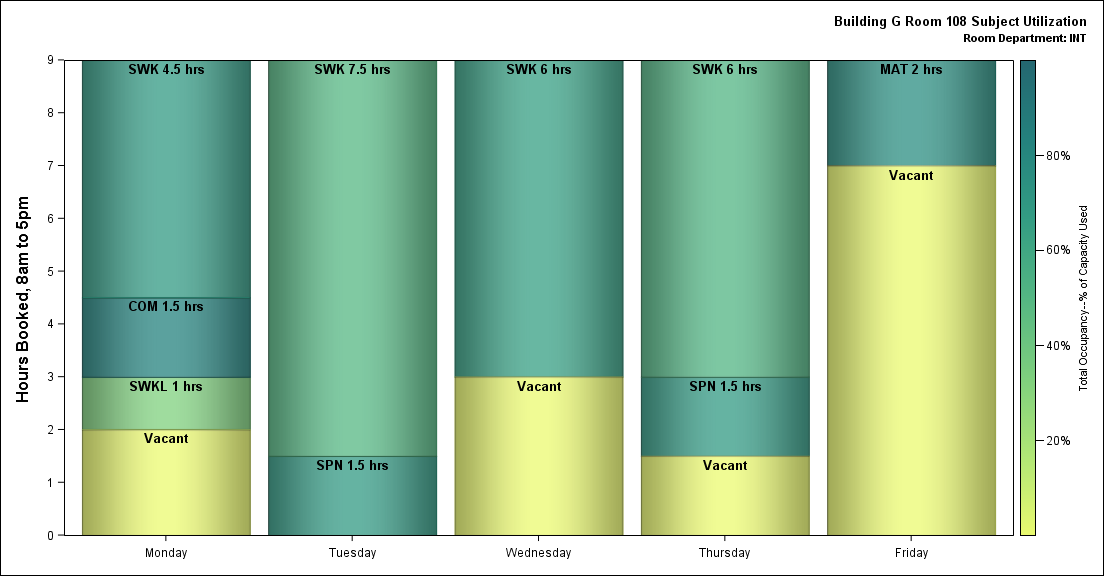 Building G Room 108 Subject Utilization
Room Department: INT
Hours Booked, 8am to 5pm
9
8
7
6
5
4
3
2
1
0
SWK 4.5 hrs
COM 1.5 hrs
SWKL 1 hrs
Vacant
SWK 7.5 hrs
SPN 1.5 hrs
SWK 6 hrs
Vacant
SWK 6 hrs
SPN 1.5 hrs
Vacant
MAT 2 hrs
Vacant
Monday
Tuesday
Wednesday
Thursday
Friday
80%
60%
40%
20%
Total Occupancy--% of Capacity Used